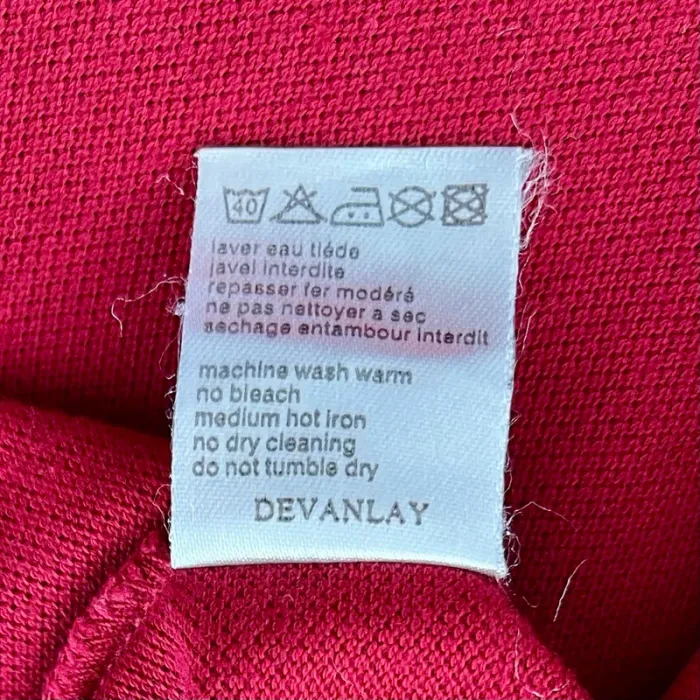 40
laver eau tiède
javel interdite
repasser fer modéré
ne pas nettoyer a sec
sechage entambour interdit
machine wash warm
no bleach
medium hot iron
no dry cleaning
do not tumble dry
DEVANLAY